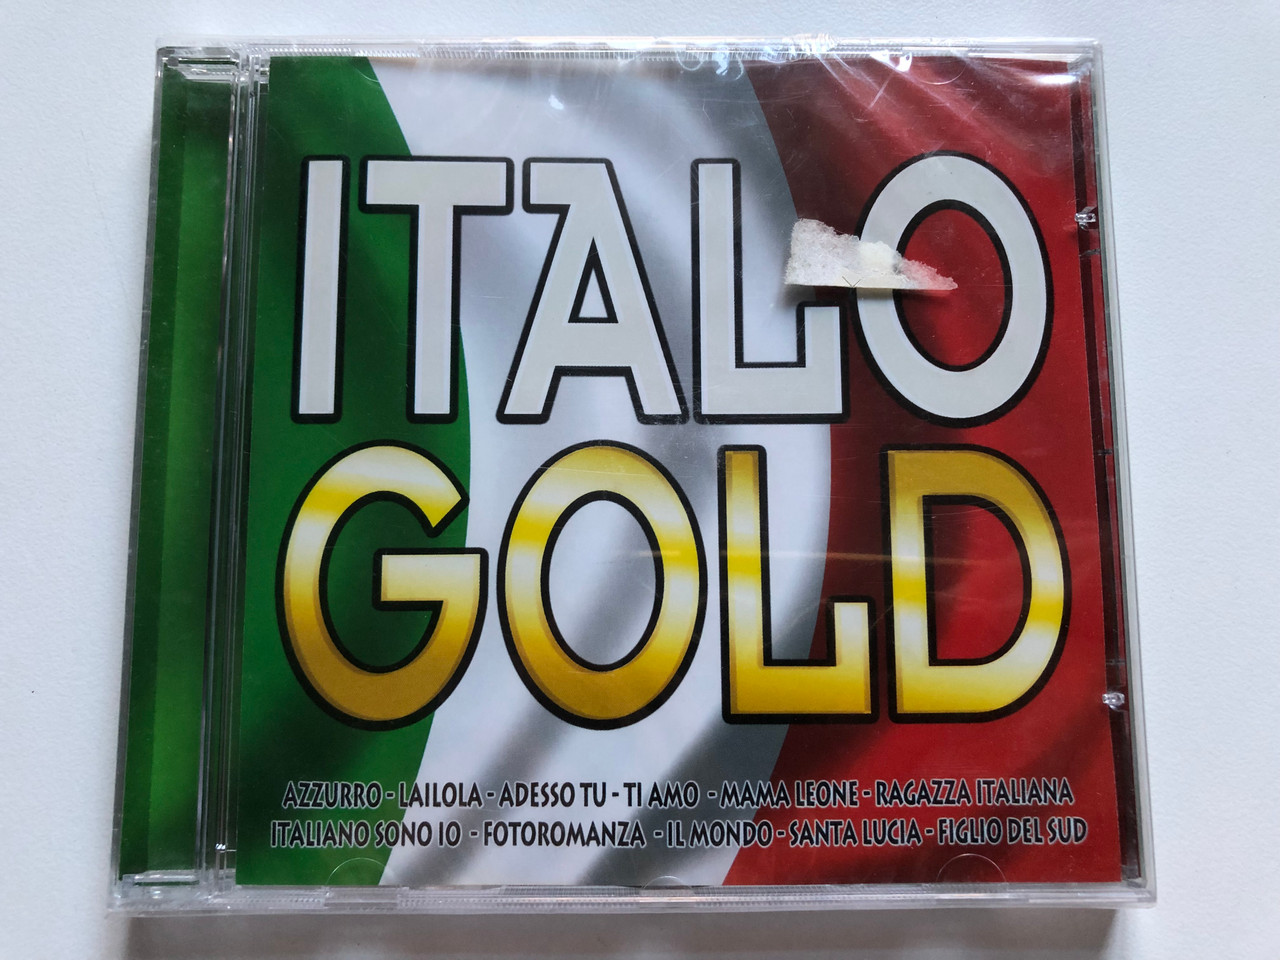 ITALO
GOLD
AZZURRO - LAILOLA - ADESSO TU - TI AMO - MAMA LEONE - RAGAZZA ITALIANA
ITALIANO SONO IO - FOTOROMANZA - IL MONDO - SANTA LUCIA - FIGLIO DEL SUD